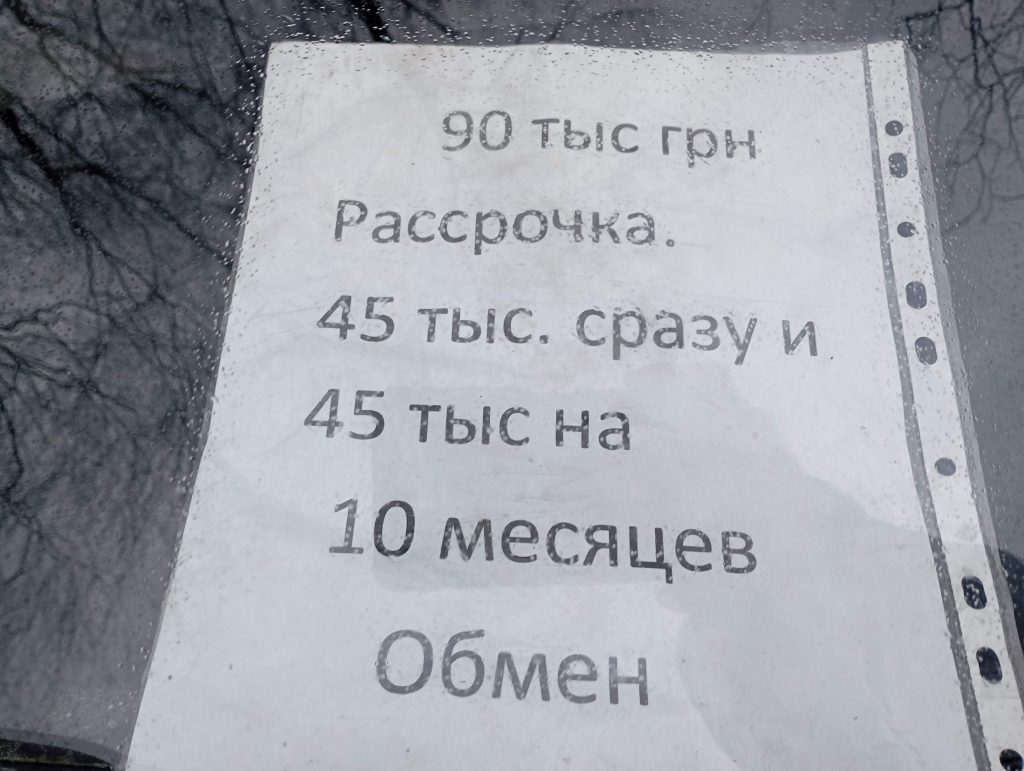 90 тыс грн
Рассрочка.
45 тыс. сразу и
45 тыс на
10 месяцев
Обмен